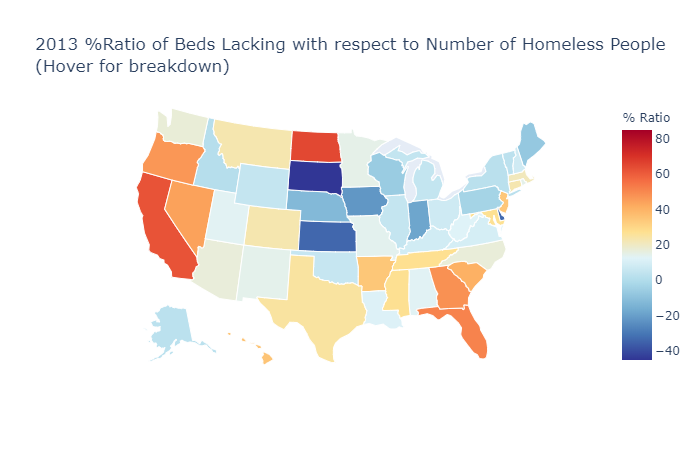 2013 %Ratio of Beds Lacking with respect to Number of Homeless People
(Hover for breakdown)
% Ratio
80
60
40
20
0
−20
−40